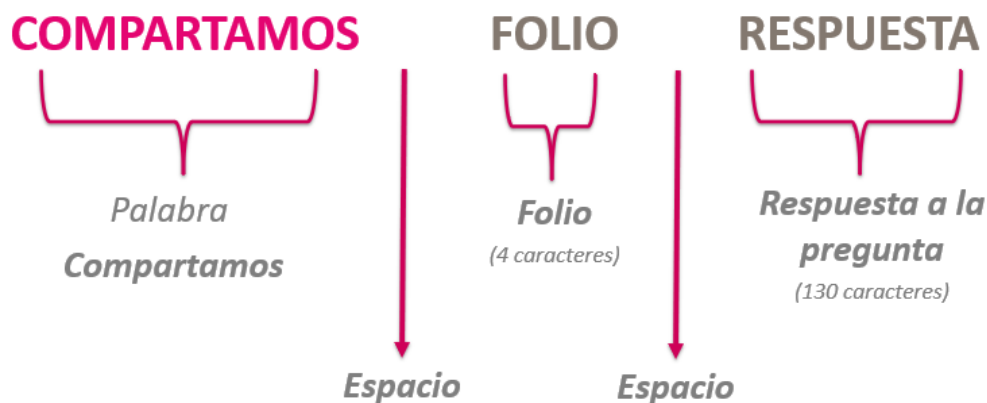 COMPARTAMOS FOLIO RESPUESTA
Palabra
Compartamos
Folio
(4 caracteres)
Respuesta a la
pregunta
(130 caracteres)
Espacio Espacio